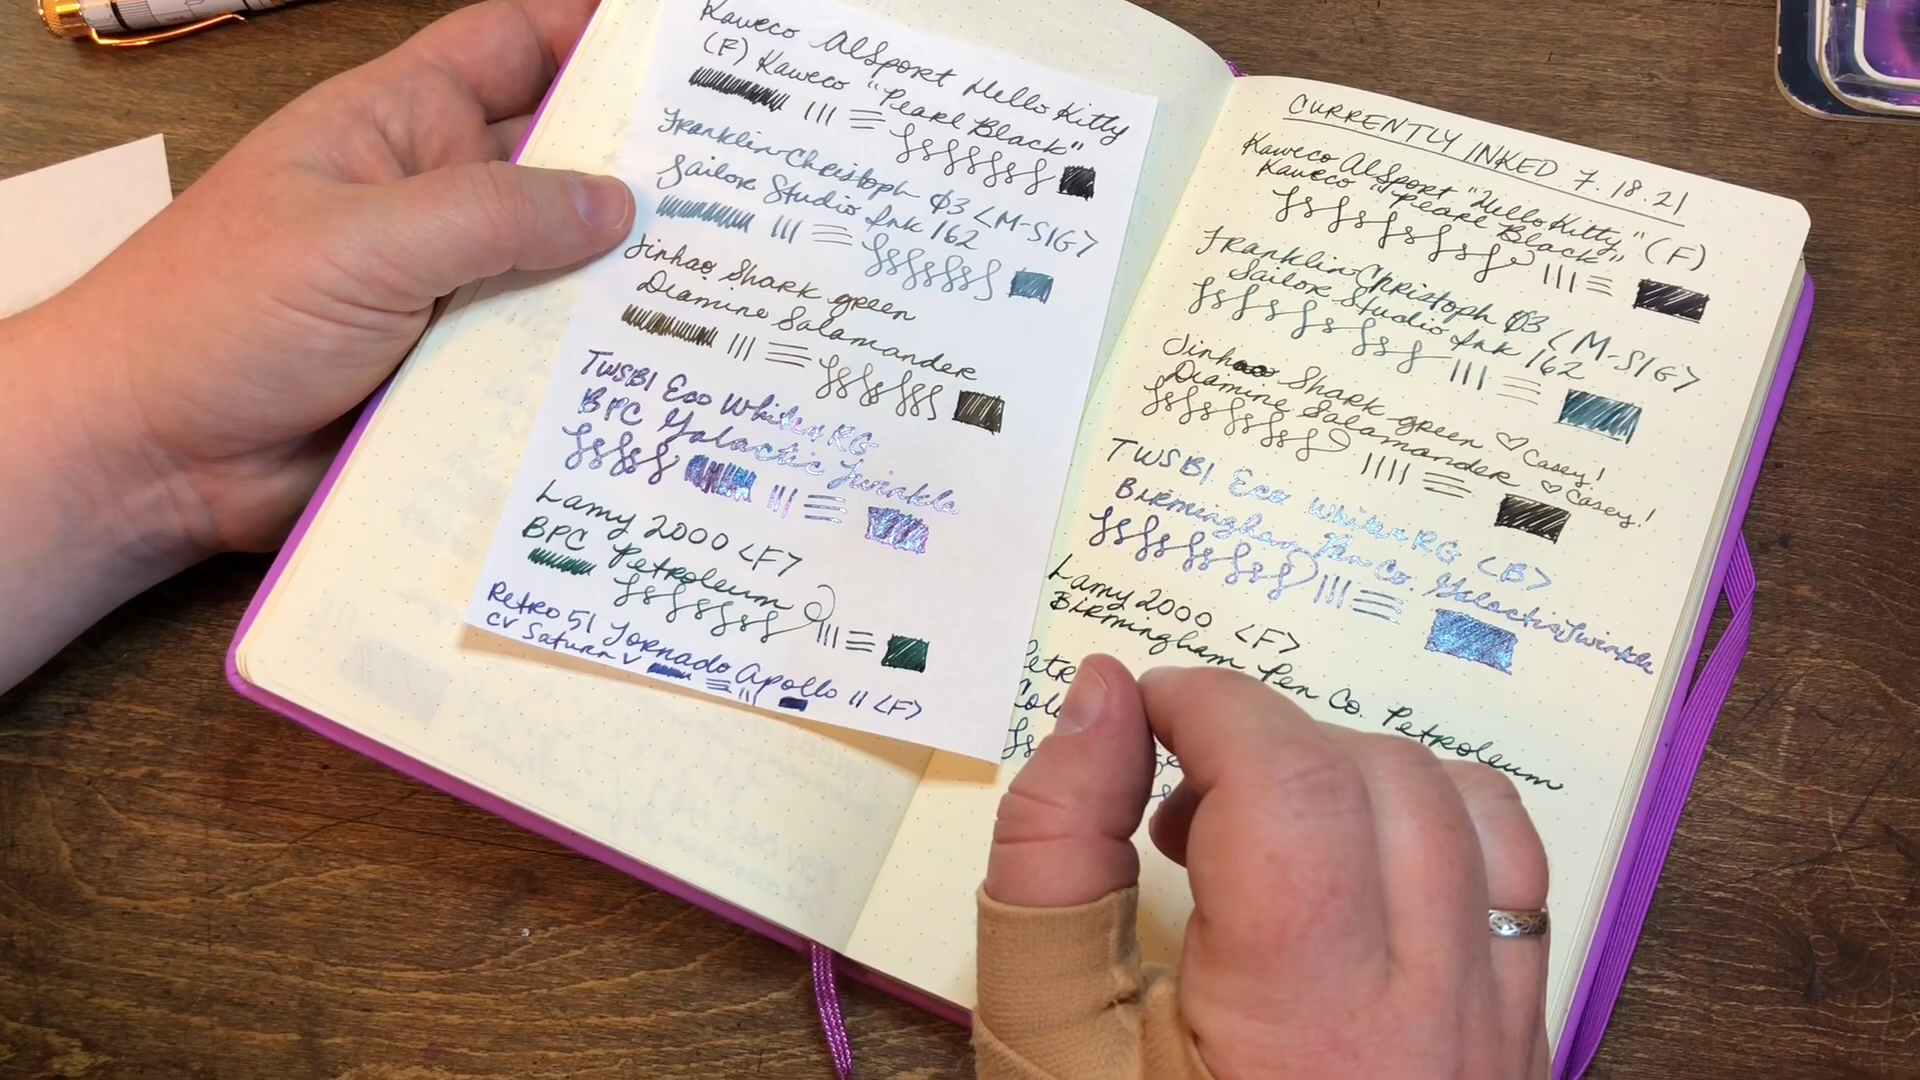 Kaweco AlSport Hello Kitty
(F) Kaweco "Pearl Black"
Franklin-Christoph 03 <M-SIG>
Sailor Studio Ink 162
Jinhao Shark green
Diamine Salamander
TWSBI Eco White & RG
BPC Galactic Twinkle
Lamy 2000 <F>
BPC Petroleum
Retro 51 Tornado Apollo 11 <F>
CV Saturn V
CURRENTLY INKED 7.18.21
Kaweco AlSport "Hello Kitty" (F)
Kaweco "Pearl Black"
Franklin-Christoph 03 <M-SIG>
Sailor Studio Ink 162
Jinhao Shark green ♡ Casey!
Diamine Salamander ♡ Casey!
TWSBI Eco White & RG <B>
Birmingham Pen Co. Galactic Twinkle
Lamy 2000 <F>
Birmingham Pen Co. Petroleum